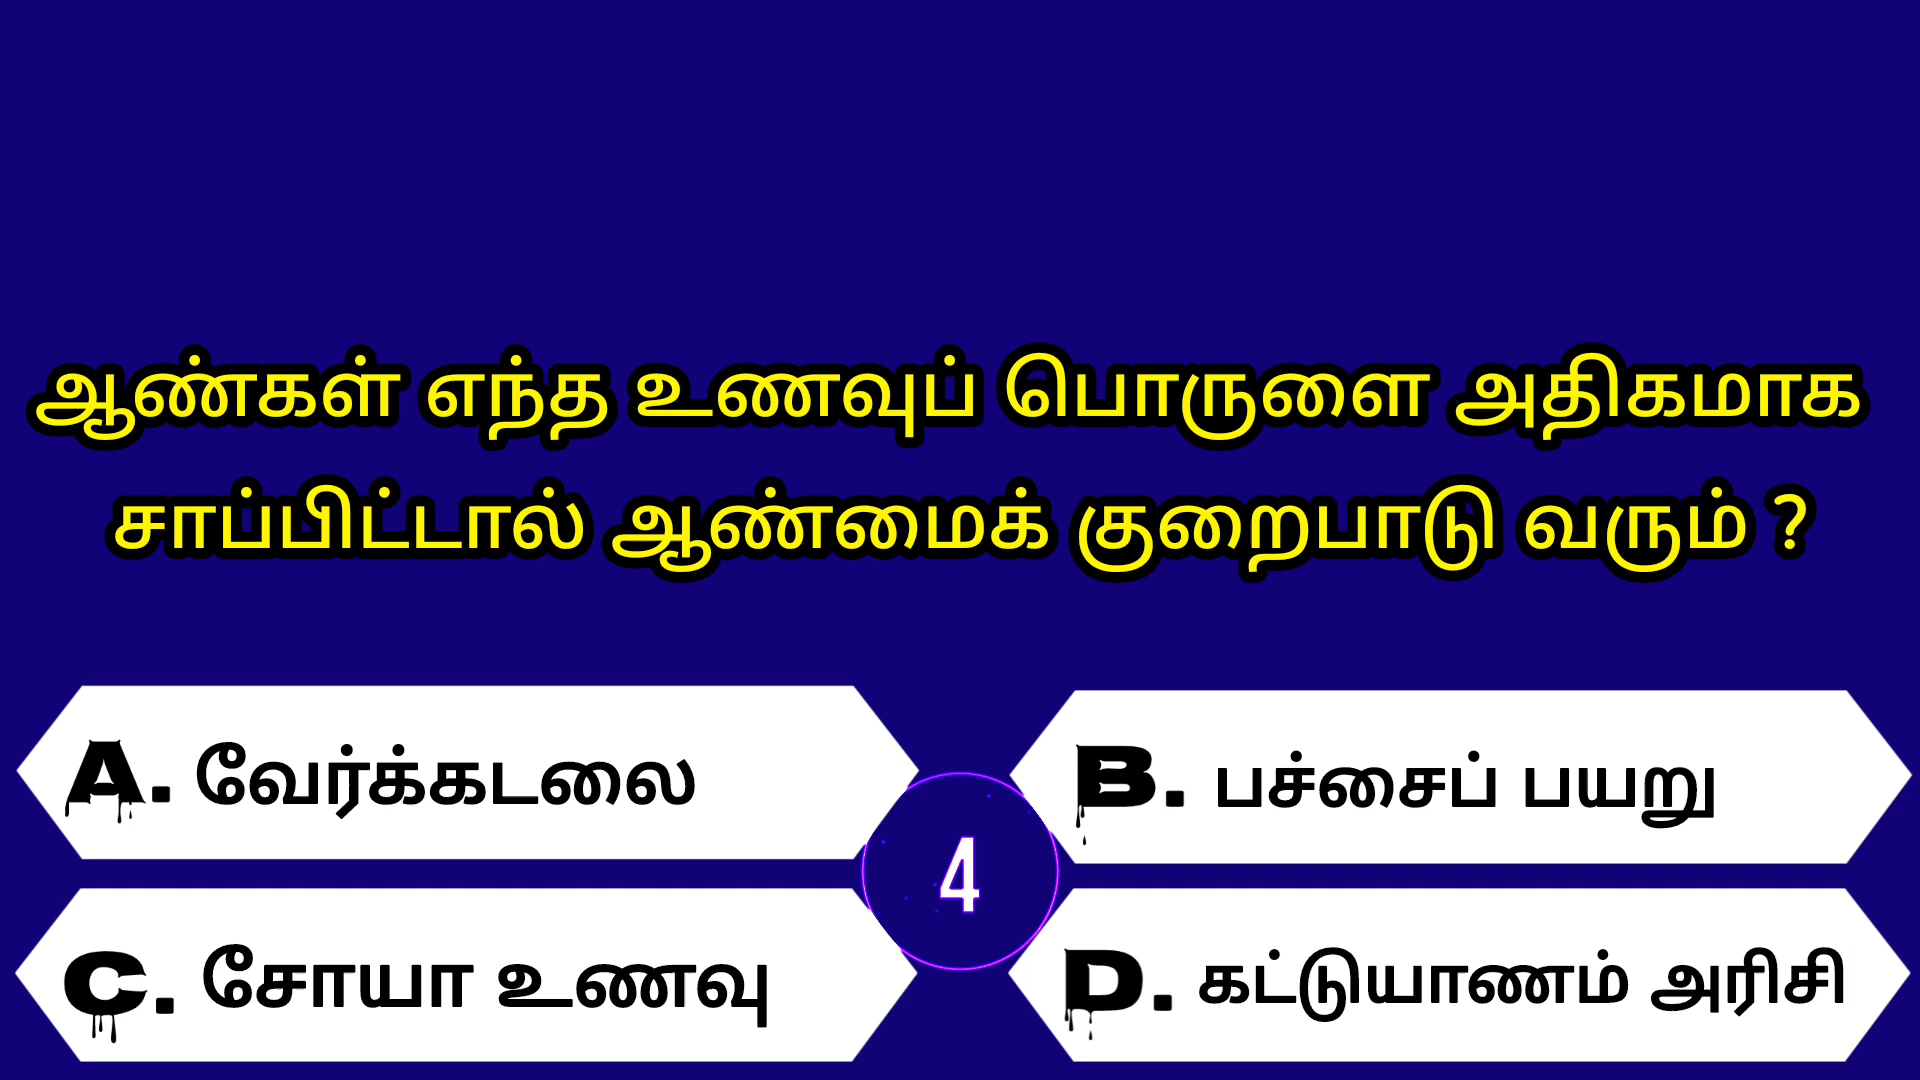 ஆண்கள் எந்த உணவுப் பொருளை அதிகமாக
சாப்பிட்டால் ஆண்மைக் குறைபாடு வரும் ?
A. வேர்க்கடலை
B. பச்சைப் பயறு
4
C. சோயா உணவு
D. கட்டுயாணம் அரிசி